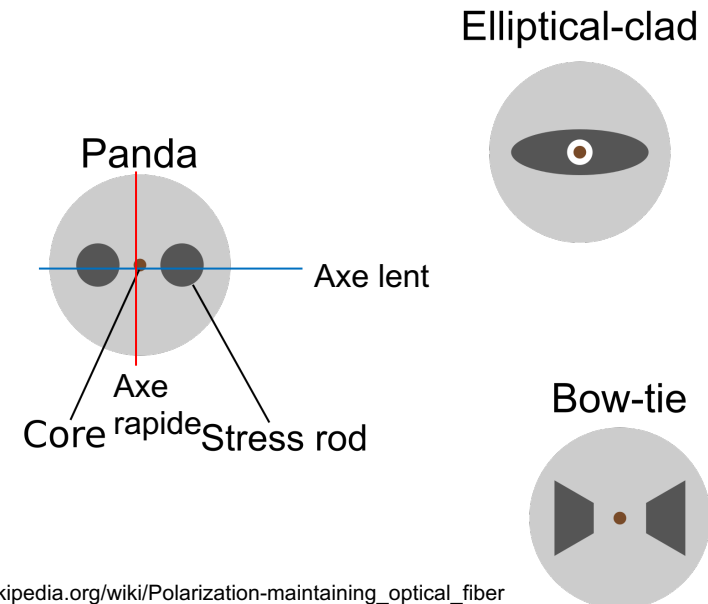 Elliptical-clad
Panda
Axe lent
Axe
rapide
Core
Stress rod
Bow-tie
kipedia.org/wiki/Polarization-maintaining_optical_fiber